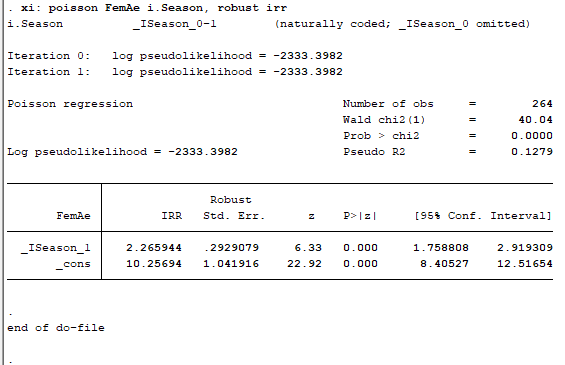 . xi: poisson FemAe i.Season, robust irr
i.Season _ISeason_0-1 (naturally coded; _ISeason_0 omitted)
Iteration 0: log pseudolikelihood = -2333.3982
Iteration 1: log pseudolikelihood = -2333.3982
Poisson regression Number of obs = 264
Wald chi2(1) = 40.04
Prob > chi2 = 0.0000
Log pseudolikelihood = -2333.3982 Pseudo R2 = 0.1279
Robust
FemAe IRR Std. Err. z P>|z| [95% Conf. Interval]
_ISeason_1 2.265944 .2929079 6.33 0.000 1.758808 2.919309
_cons 10.25694 1.041916 22.92 0.000 8.40527 12.51654
.
end of do-file
.